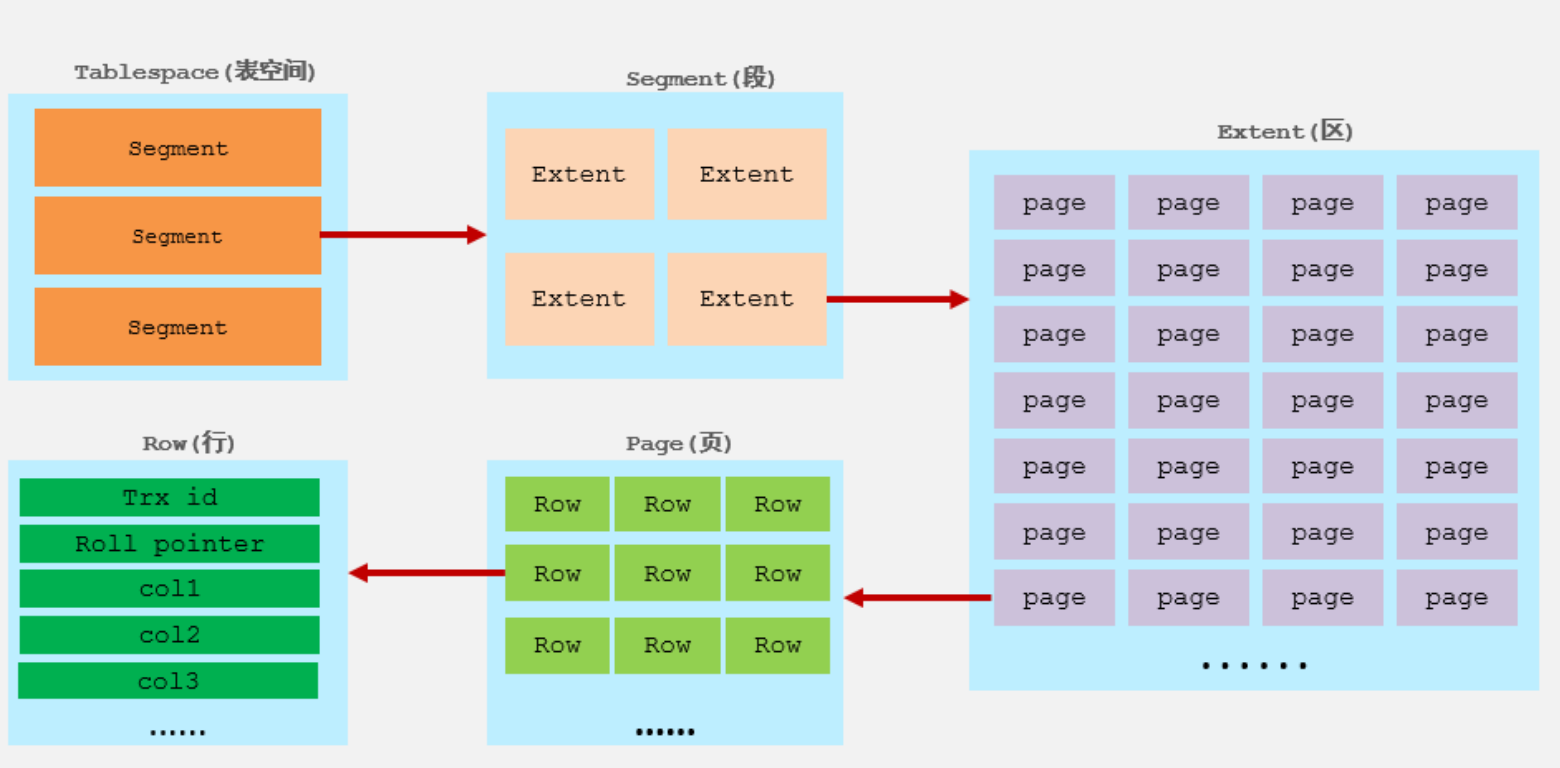 Tablespace(表空间)
Segment
Segment
Segment
Segment(段)
Extent Extent
Extent Extent
Extent(区)
page page page page
page page page page
page page page page
page page page page
page page page page
page page page page
page page page page
······
Row(行)
Trx id
Roll pointer
col1
col2
col3
······
Page(页)
Row Row Row
Row Row Row
Row Row Row
······